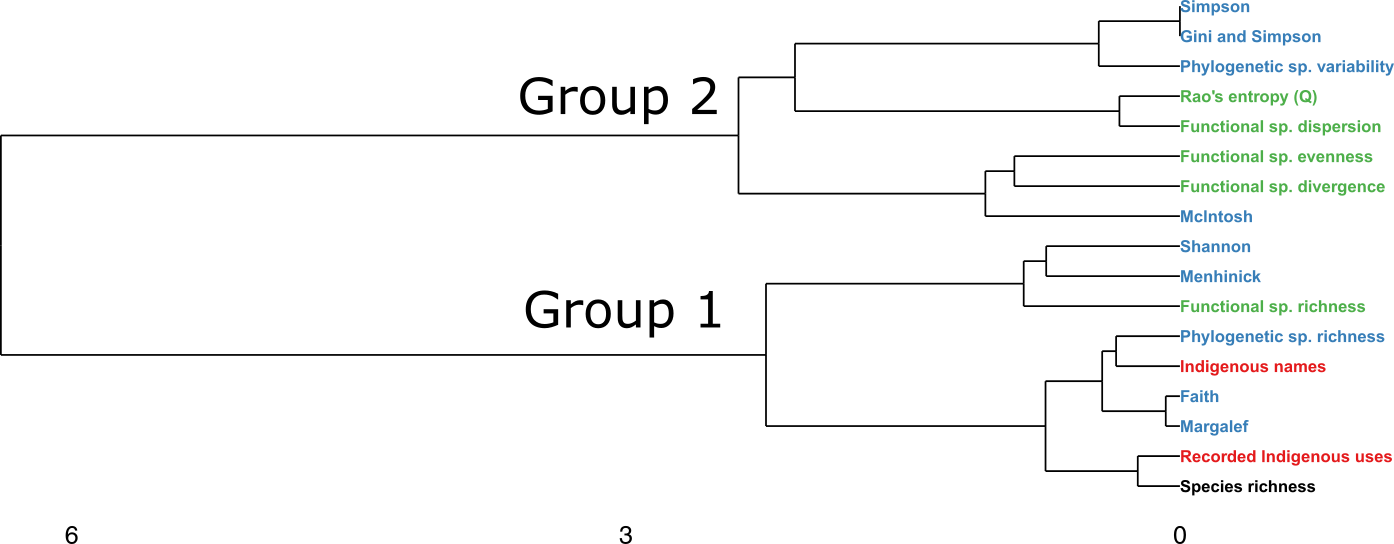 Simpson
Gini and Simpson
Phylogenetic sp. variability
Group 2
Rao's entropy (Q)
Functional sp. dispersion
Functional sp. evenness
Functional sp. divergence
McIntosh
Shannon
Menhinick
Group 1
Functional sp. richness
Phylogenetic sp. richness
Indigenous names
Faith
Margalef
Recorded Indigenous uses
Species richness
6 3 0